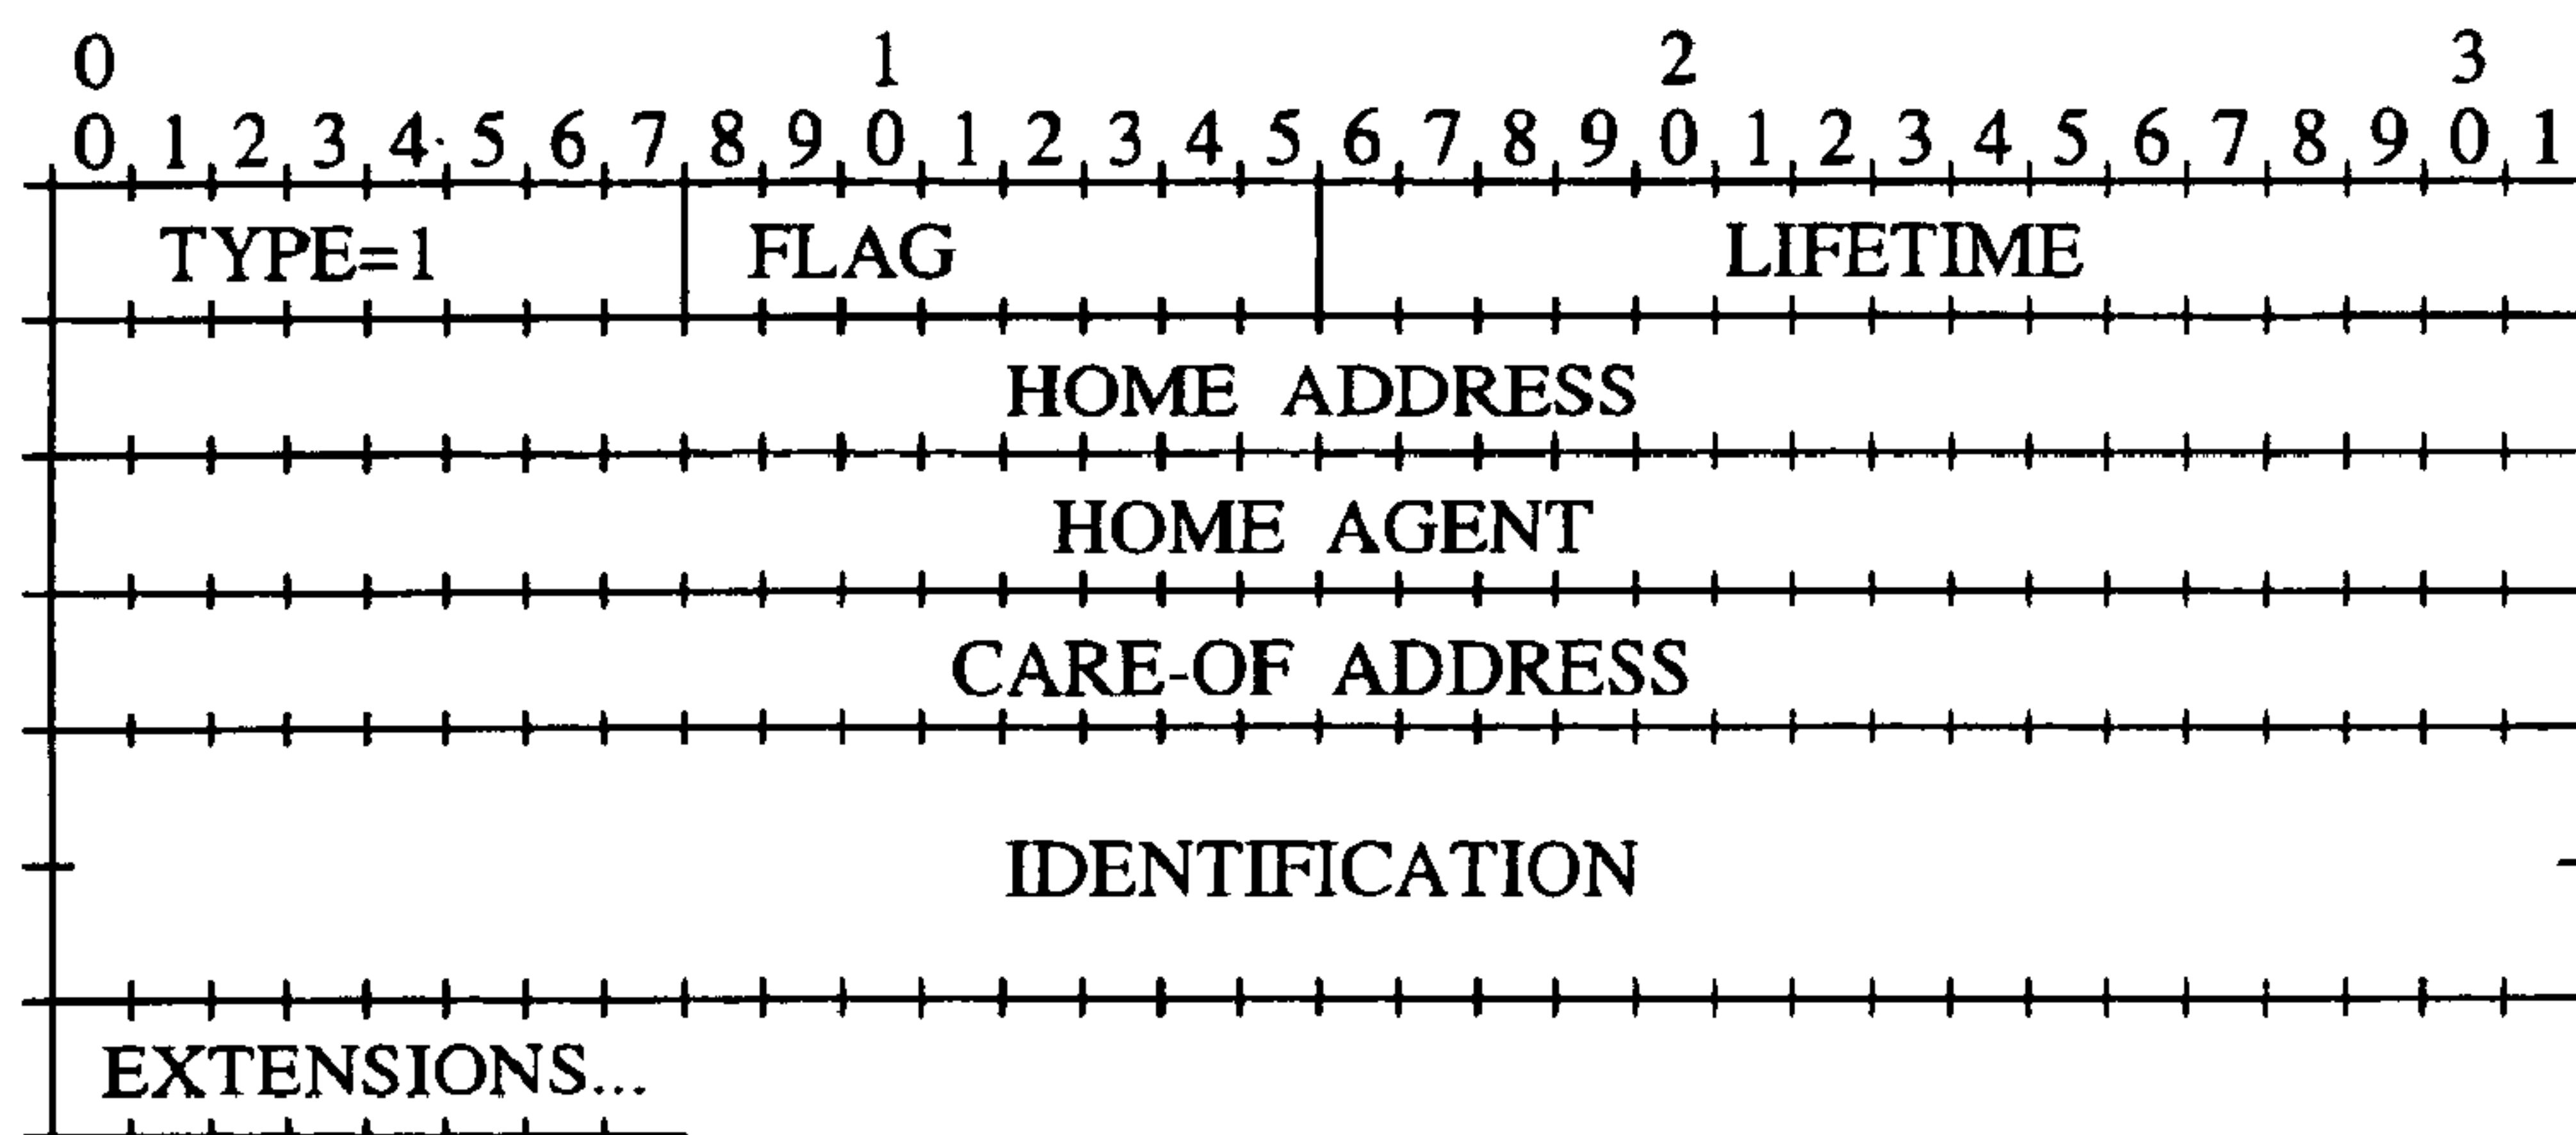 0 1 2 3
0 1 2 3 4 5 6 7 8 9 0 1 2 3 4 5 6 7 8 9 0 1 2 3 4 5 6 7 8 9 0 1
TYPE=1 FLAG LIFETIME
HOME ADDRESS
HOME AGENT
CARE-OF ADDRESS
IDENTIFICATION
EXTENSIONS...